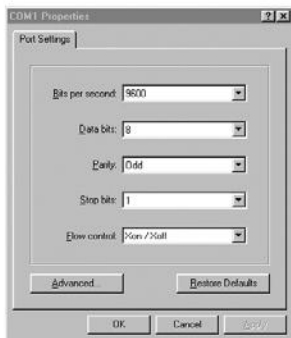 COM1 Properties
Port Settings
Bits per second: 9600
Data bits: 8
Parity: Odd
Stop bits: 1
Flow control: Xon / Xoff
Advanced...
Restore Defaults
OK
Cancel
Apply